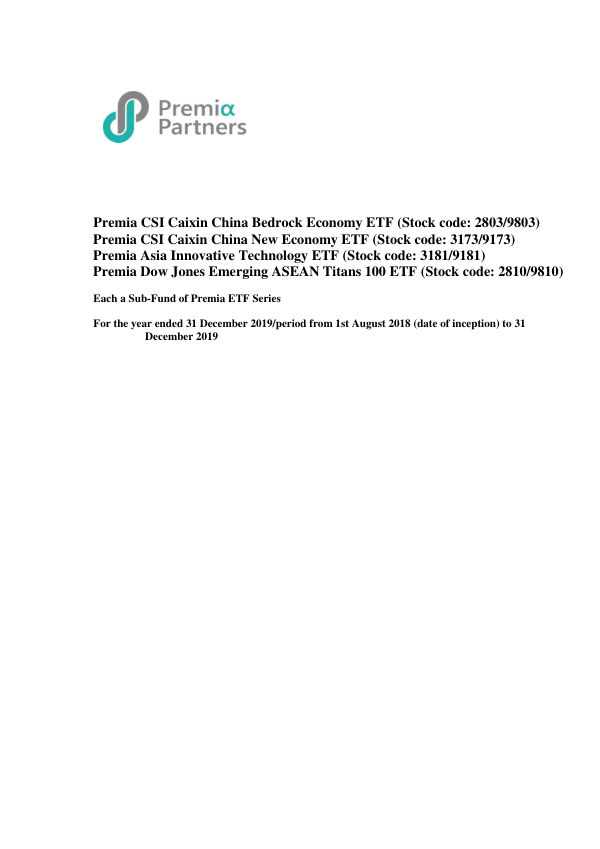 Premiα
Partners
Premia CSI Caixin China Bedrock Economy ETF (Stock code: 2803/9803)
Premia CSI Caixin China New Economy ETF (Stock code: 3173/9173)
Premia Asia Innovative Technology ETF (Stock code: 3181/9181)
Premia Dow Jones Emerging ASEAN Titans 100 ETF (Stock code: 2810/9810)
Each a Sub-Fund of Premia ETF Series
For the year ended 31 December 2019/period from 1st August 2018 (date of inception) to 31
December 2019